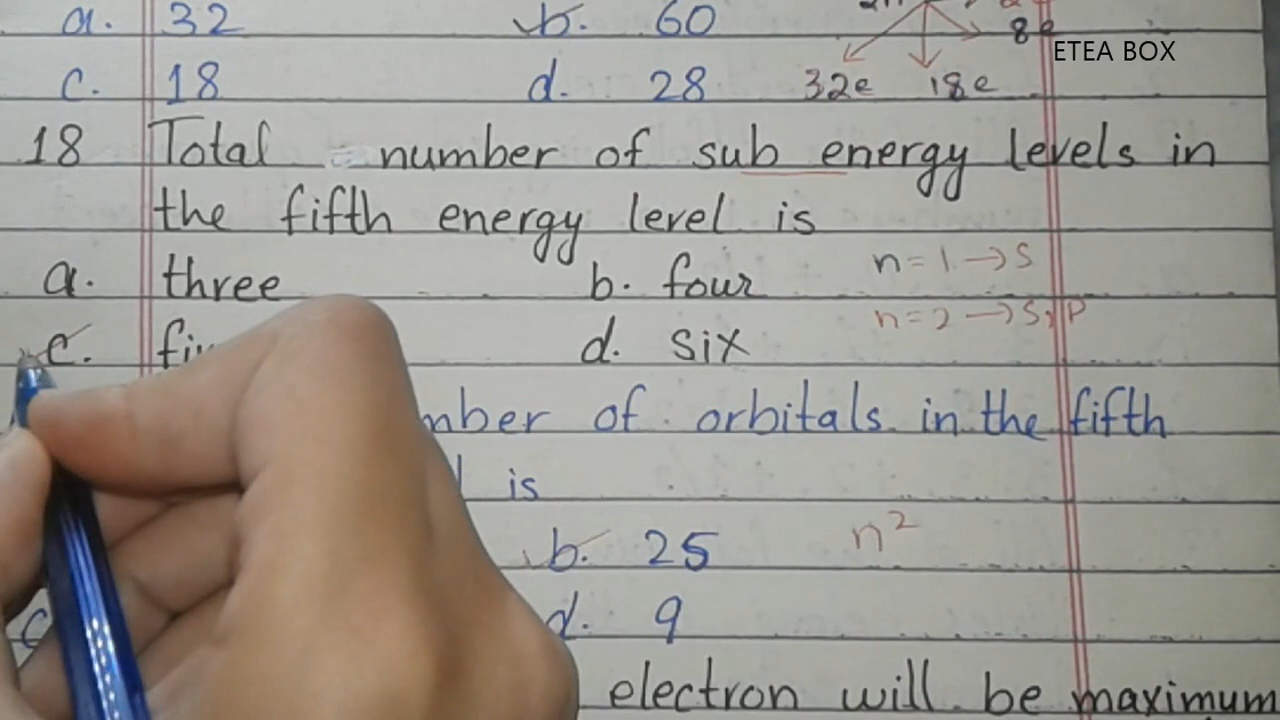 a. 32 b. 60
8e
ETEA BOX
c. 18 d. 28 32e 18e
18 Total number of sub energy levels in
the fifth energy level is
n=1 → S
a. three b. four
n=2 → S, P
c. d. six
of orbitals in the fifth
is
b. 25 n²
d. 9
electron will be maximum